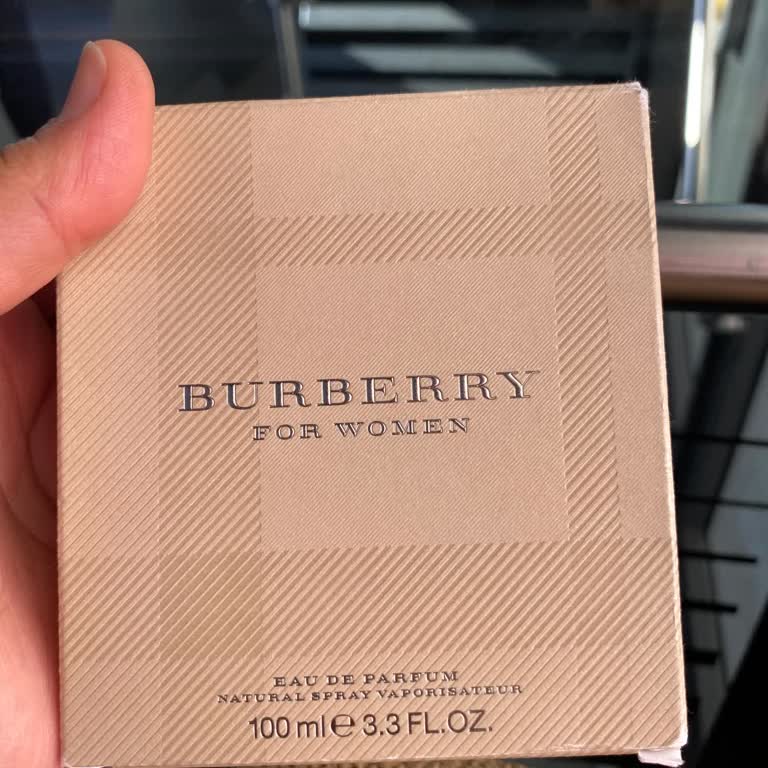 BURBERRY
FOR WOMEN
EAU DE PARFUM
NATURAL SPRAY VAPORISATEUR
100 ml ℮ 3.3 FL.OZ.